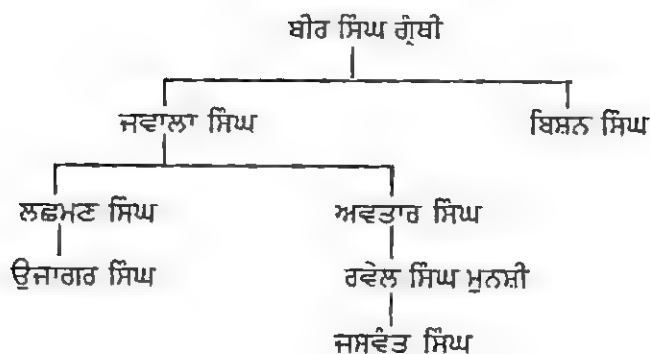 ਬੀਰ ਸਿੰਘ ਗ੍ਰੰਥੀ
ਜਵਾਲਾ ਸਿੰਘ ਬਿਸ਼ਨ ਸਿੰਘ
ਲਛਮਣ ਸਿੰਘ ਅਵਤਾਰ ਸਿੰਘ
ਉਜਾਗਰ ਸਿੰਘ ਰਵੇਲ ਸਿੰਘ ਮੁਨਸ਼ੀ
ਜਸਵੰਤ ਸਿੰਘ